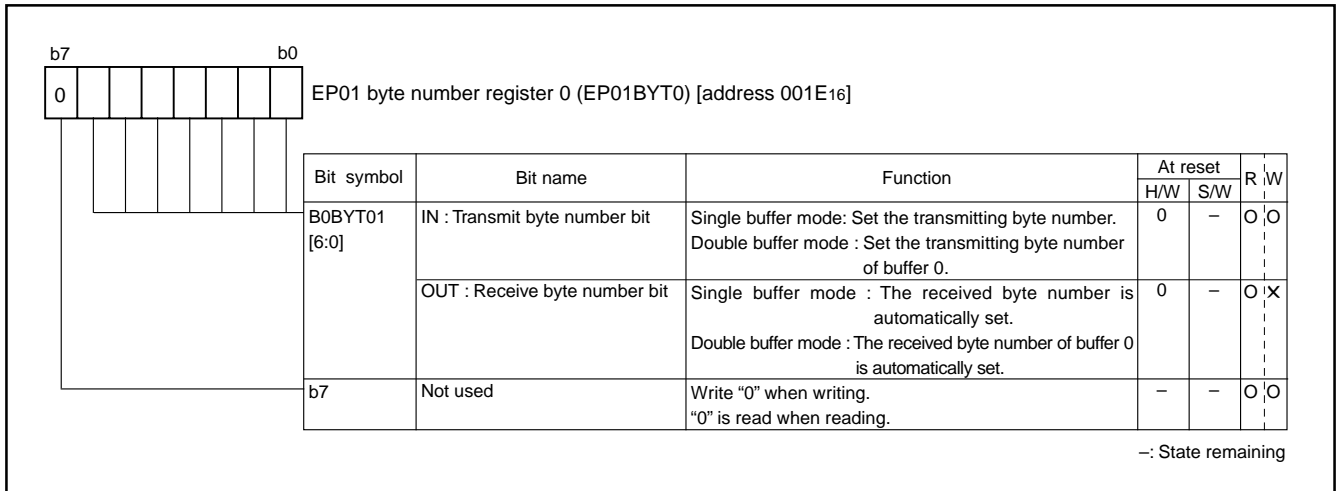 b7 b0
0 EP01 byte number register 0 (EP01BYT0) [address 001E16]
Bit symbol Bit name Function At reset R W
H/W S/W
B0BYT01 IN : Transmit byte number bit Single buffer mode: Set the transmitting byte number. 0 – O O
[6:0] Double buffer mode : Set the transmitting byte number
of buffer 0.
OUT : Receive byte number bit Single buffer mode : The received byte number is 0 – O X
automatically set.
Double buffer mode : The received byte number of buffer 0
is automatically set.
b7 Not used Write “0” when writing. – – O O
“0” is read when reading.
–: State remaining